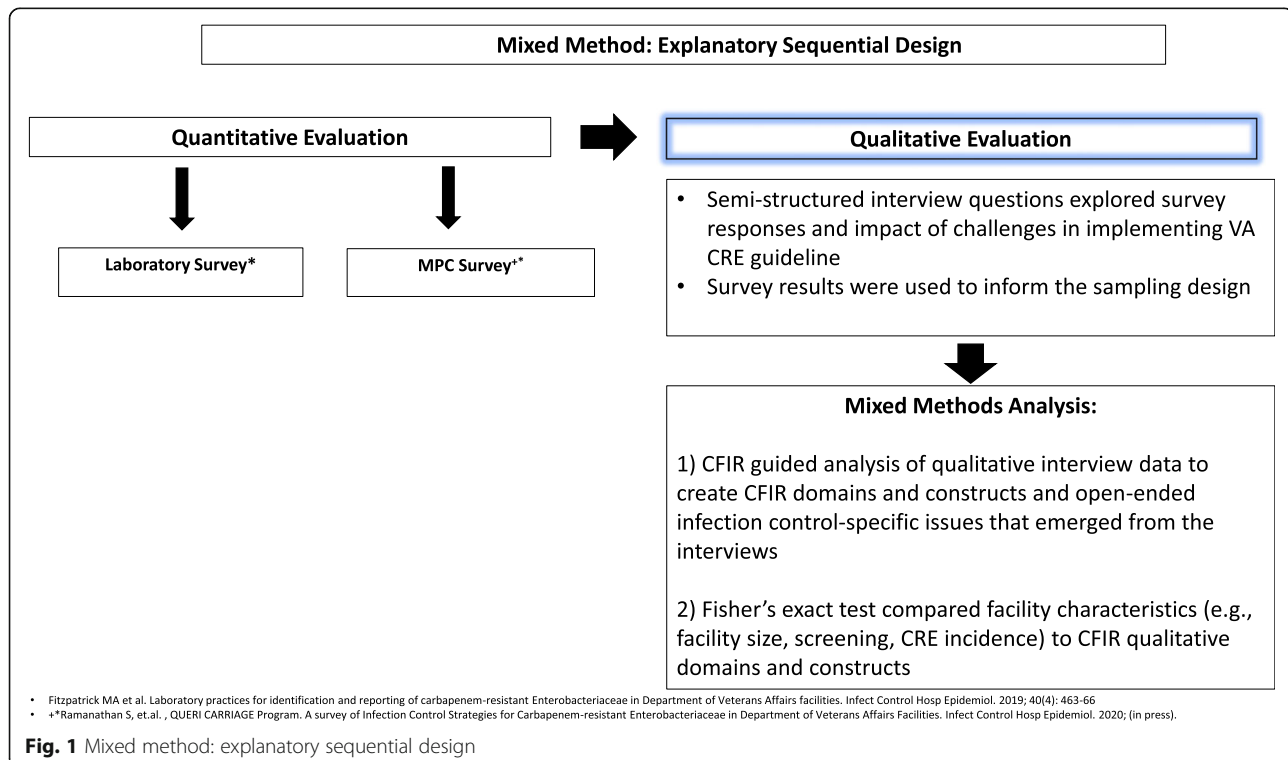 Mixed Method: Explanatory Sequential Design
Quantitative Evaluation
Laboratory Survey*
MPC Survey+*
Qualitative Evaluation
• Semi-structured interview questions explored survey
responses and impact of challenges in implementing VA
CRE guideline
• Survey results were used to inform the sampling design
Mixed Methods Analysis:
1) CFIR guided analysis of qualitative interview data to
create CFIR domains and constructs and open-ended
infection control-specific issues that emerged from the
interviews
2) Fisher’s exact test compared facility characteristics (e.g.,
facility size, screening, CRE incidence) to CFIR qualitative
domains and constructs
• Fitzpatrick MA et al. Laboratory practices for identification and reporting of carbapenem-resistant Enterobacteriaceae in Department of Veterans Affairs facilities. Infect Control Hosp Epidemiol. 2019; 40(4): 463-66
• +*Ramanathan S, et.al. , QUERI CARRIAGE Program. A survey of Infection Control Strategies for Carbapenem-resistant Enterobacteriaceae in Department of Veterans Affairs Facilities. Infect Control Hosp Epidemiol. 2020; (in press).
Fig. 1 Mixed method: explanatory sequential design